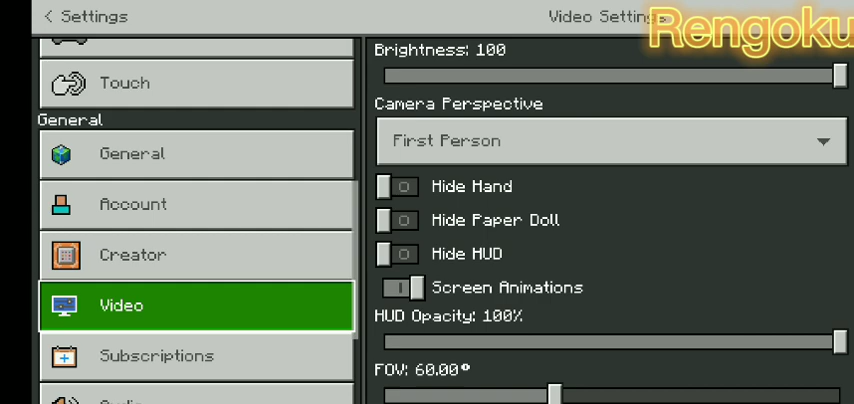 < Settings
Video Settings
Rengoku
Touch
General
General
Account
Creator
Video
Subscriptions
Brightness: 100
Camera Perspective
First Person
Hide Hand
Hide Paper Doll
Hide HUD
Screen Animations
HUD Opacity: 100%
FOV: 60.00°